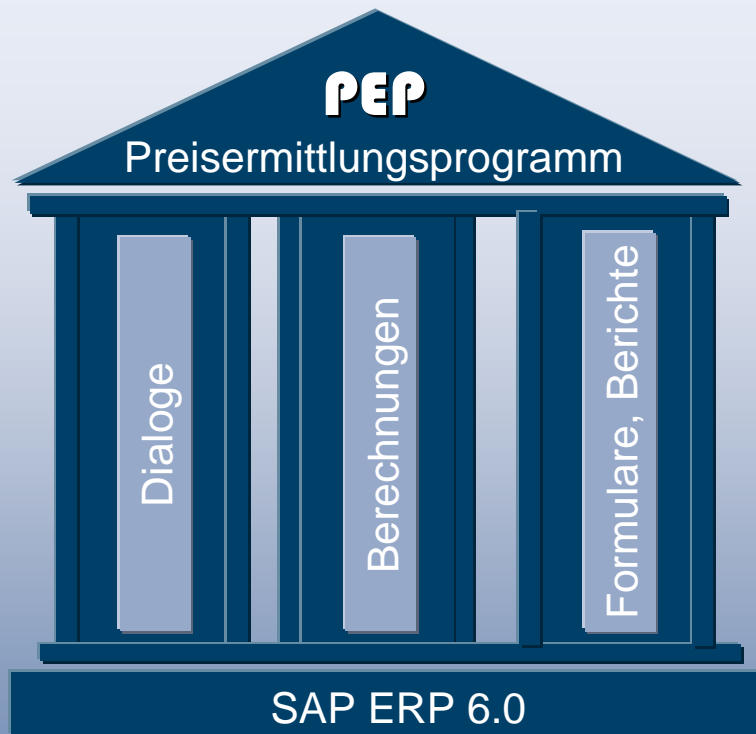 PEP
Preisermittlungsprogramm
Dialoge
Berechnungen
Formulare, Berichte
SAP ERP 6.0